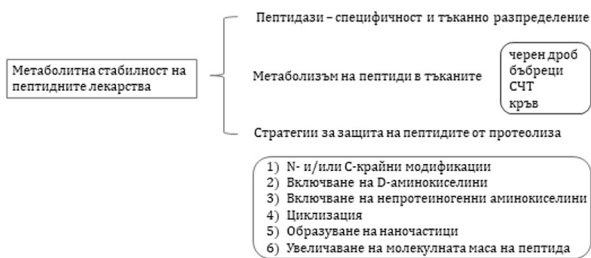 Пептидази – специфичност и тъканно разпределение
Метаболитна стабилност на
пептидните лекарства
Метаболизъм на пептиди в тъканите
черен дроб
бъбреци
СЧТ
кръв
Стратегии за защита на пептидите от протеолиза
1) N- и/или C-крайни модификации
2) Включване на D-аминокиселини
3) Включване на непротеиногенни аминокиселини
4) Циклизация
5) Образуване на наночастици
6) Увеличаване на молекулната маса на пептида